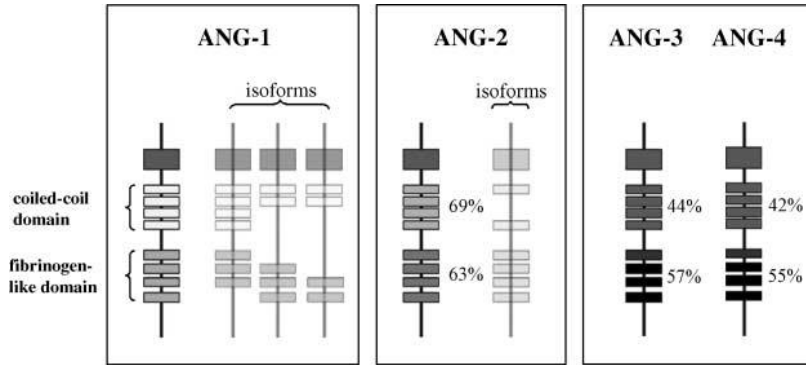 ANG-1
ANG-2
ANG-3 ANG-4
isoforms
isoforms
coiled-coil
domain
69%
44%
42%
fibrinogen-
like domain
63%
57%
55%